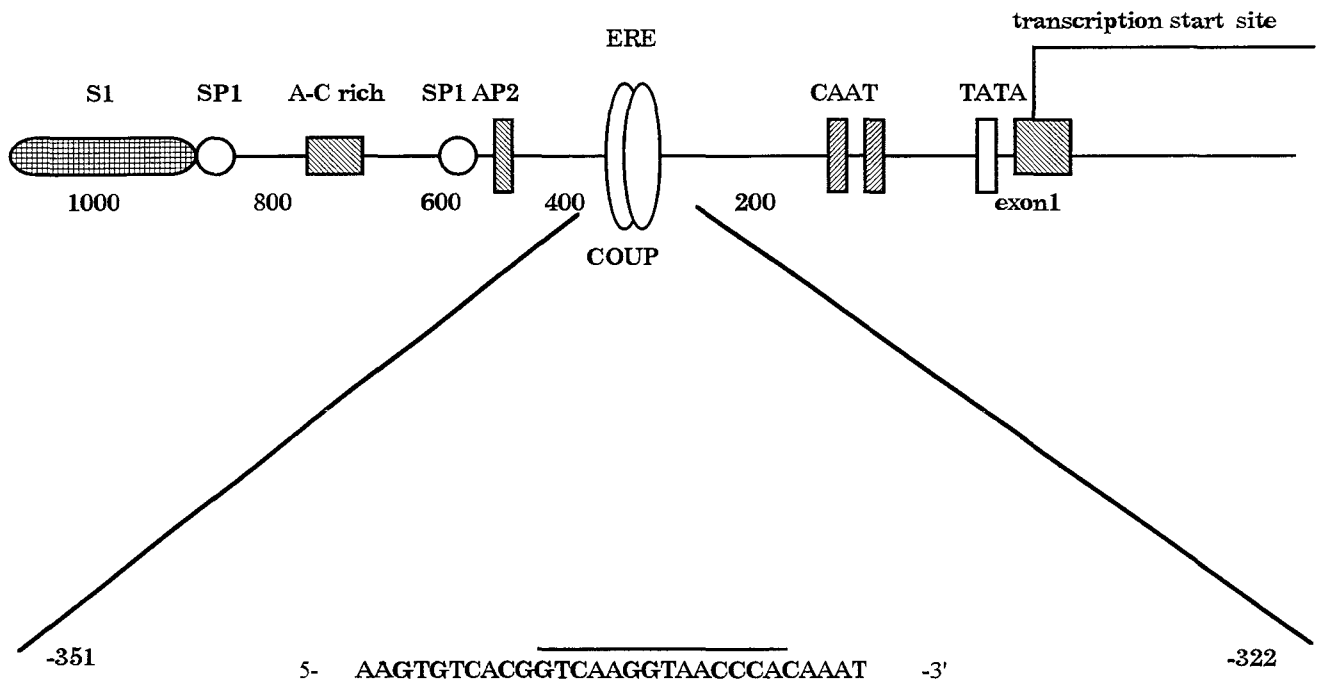 transcription start site
ERE
S1 SP1 A-C rich SP1 AP2 CAAT TATA
1000 800 600 400 200 exon1
COUP
-351 -322
5- AAGTGTCACGGTCAAGGTAACCCACAAAT -3'